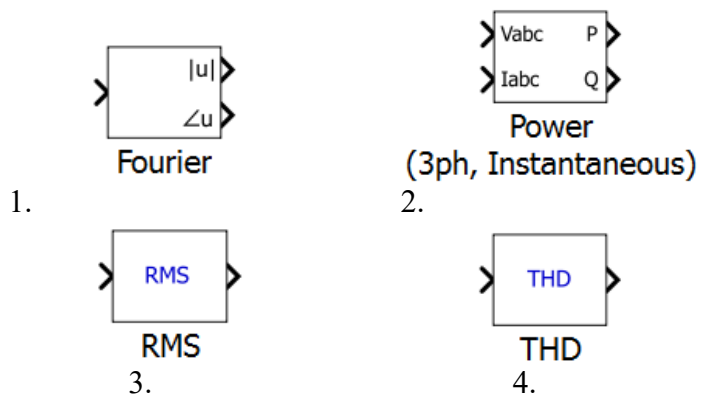 |u|
∠u
Fourier
1.
Vabc P
Iabc Q
Power
(3ph, Instantaneous)
2.
RMS
RMS
3.
THD
THD
4.